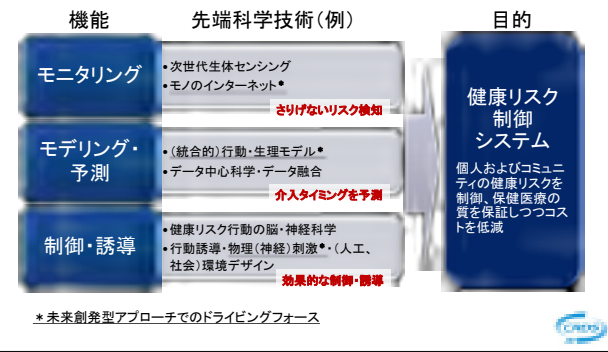 機能
先端科学技術(例)
目的
モニタリング
•次世代生体センシング
•モノのインターネット*
さりげないリスク検知
モデリング・
予測
•(統合的)行動・生理モデル*
•データ中心科学・データ融合
介入タイミングを予測
制御・誘導
•健康リスク行動の脳・神経科学
•行動誘導・物理(神経)刺激*・(人工、
社会)環境デザイン
効果的な制御・誘導
健康リスク
制御
システム
個人およびコミュニ
ティの健康リスクを
制御、保健医療の
質を保証しつつコス
トを低減
*未来創発型アプローチでのドライビングフォース